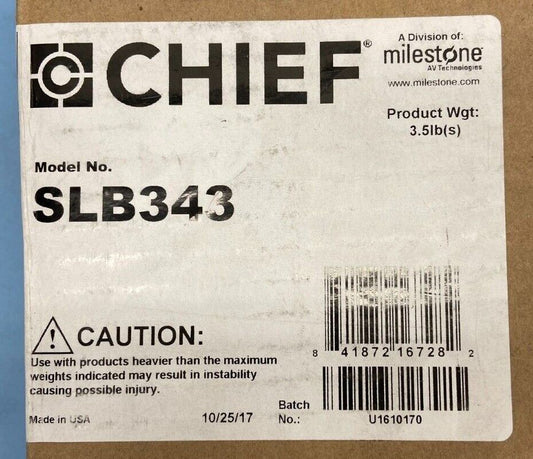 CHIEF®
A Division of:
milestone
AV Technologies
www.milestone.com
Product Wgt:
3.5lb(s)
Model No.
SLB343
CAUTION:
Use with products heavier than the maximum
weights indicated may result in instability
causing possible injury.
8 41872 16728 2
Made in USA
10/25/17
Batch
No.:
U1610170